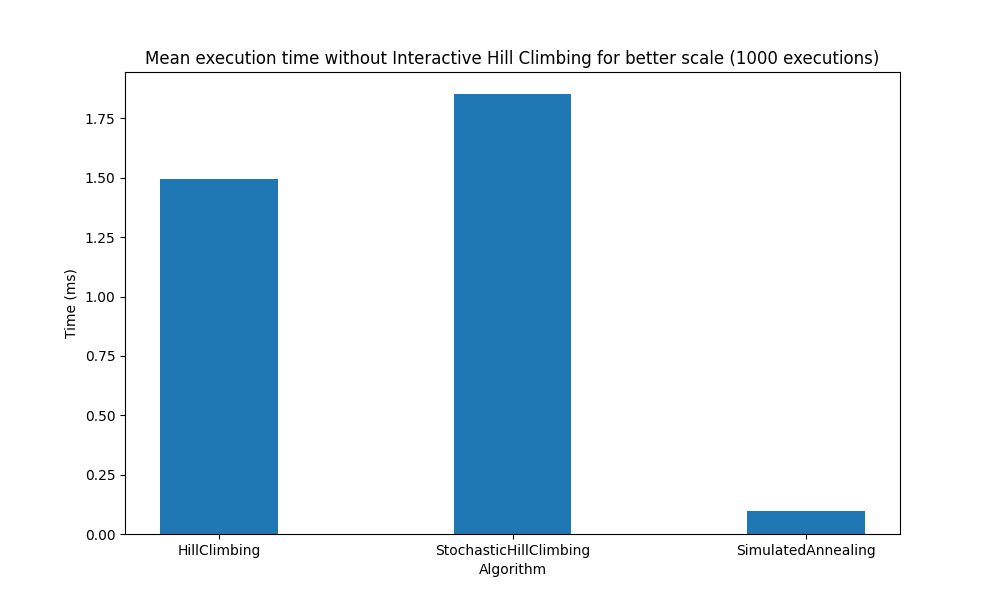 Mean execution time without Interactive Hill Climbing for better scale (1000 executions)
Time (ms)
1.75
1.50
1.25
1.00
0.75
0.50
0.25
0.00
HillClimbing
StochasticHillClimbing
SimulatedAnnealing
Algorithm